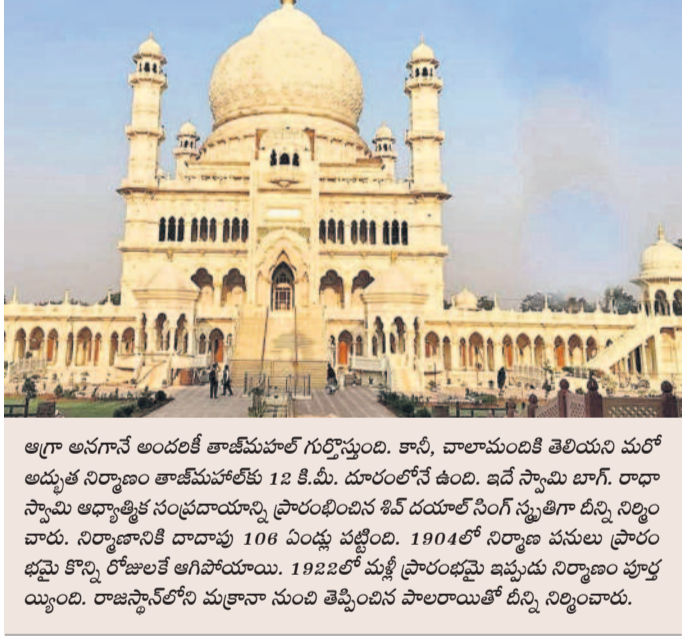 ఆగ్రా అనగానే అందరికీ తాజ్‌మహల్ గుర్తొస్తుంది. కానీ, చాలామందికి తెలియని మరో
అద్భుత నిర్మాణం తాజ్‌మహాల్‌కు 12 కి.మీ. దూరంలోనే ఉంది. ఇదే స్వామి బాగ్. రాధా
స్వామి ఆధ్యాత్మిక సంప్రదాయాన్ని ప్రారంభించిన శివ్ దయాల్ సింగ్ స్మృతిగా దీన్ని నిర్మిం
చారు. నిర్మాణానికి దాదాపు 106 ఏండ్లు పట్టింది. 1904లో నిర్మాణ పనులు ప్రారం
భమై కొన్ని రోజులకే ఆగిపోయాయి. 1922లో మళ్లీ ప్రారంభమై ఇప్పుడు నిర్మాణం పూర్త
య్యింది. రాజస్థాన్‌లోని మక్రానా నుంచి తెప్పించిన పాలరాయితో దీన్ని నిర్మించారు.